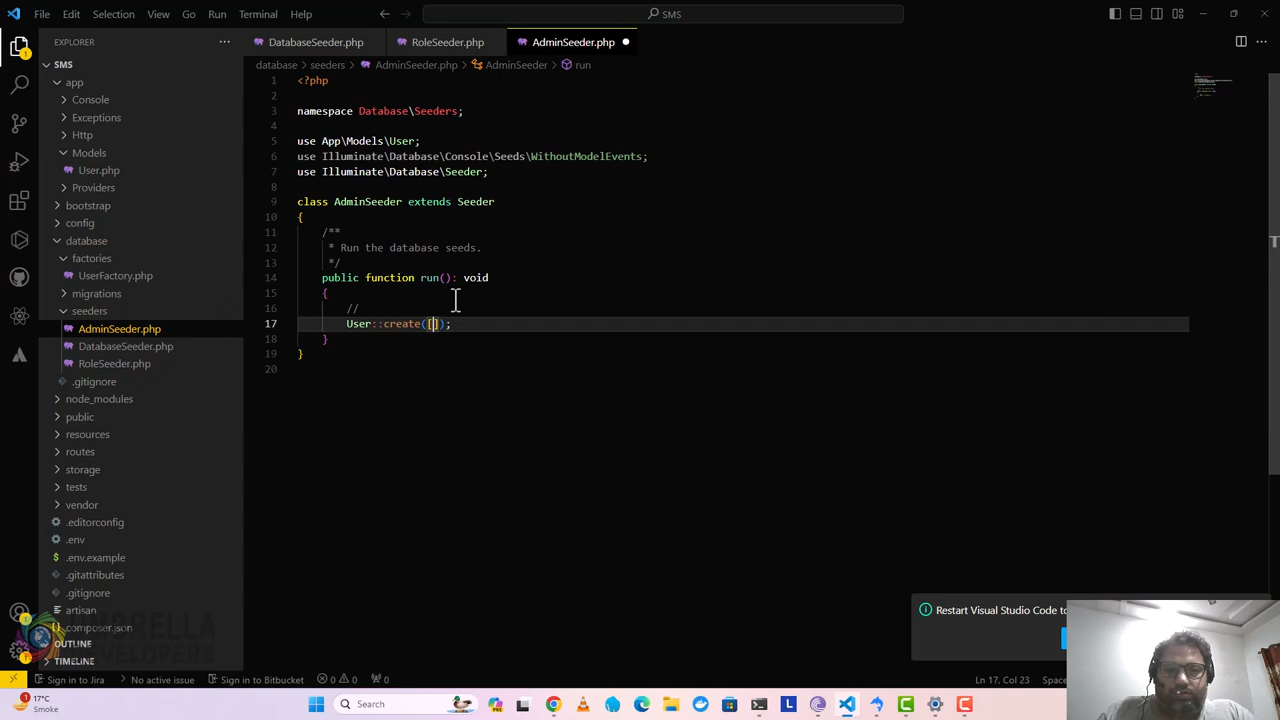 File Edit Selection View Go Run Terminal Help
SMS
EXPLORER
DatabaseSeeder.php
RoleSeeder.php
AdminSeeder.php
SMS
database > seeders > AdminSeeder.php > AdminSeeder > run
app
Console
Exceptions
Http
Models
User.php
Providers
bootstrap
config
database
factories
UserFactory.php
migrations
seeders
AdminSeeder.php
DatabaseSeeder.php
RoleSeeder.php
.gitignore
node_modules
public
resources
routes
storage
tests
vendor
.editorconfig
.env
.env.example
.gitattributes
.gitignore
artisan
composer.json
OUTLINE
TIMELINE
1 <?php
2
3 namespace Database\Seeders;
4
5 use App\Models\User;
6 use Illuminate\Database\Console\Seeds\WithoutModelEvents;
7 use Illuminate\Database\Seeder;
8
9 class AdminSeeder extends Seeder
10 {
11 /**
12 * Run the database seeds.
13 */
14 public function run(): void
15 {
16 //
17 User::create([]);
18 }
19 }
20
Restart Visual Studio Code to
UMBRELLA
DEVELOPERS
Sign in to Jira
No active issue
Sign in to Bitbucket
0
0
0
Ln 17, Col 23
1
17°C
Smoke
Search